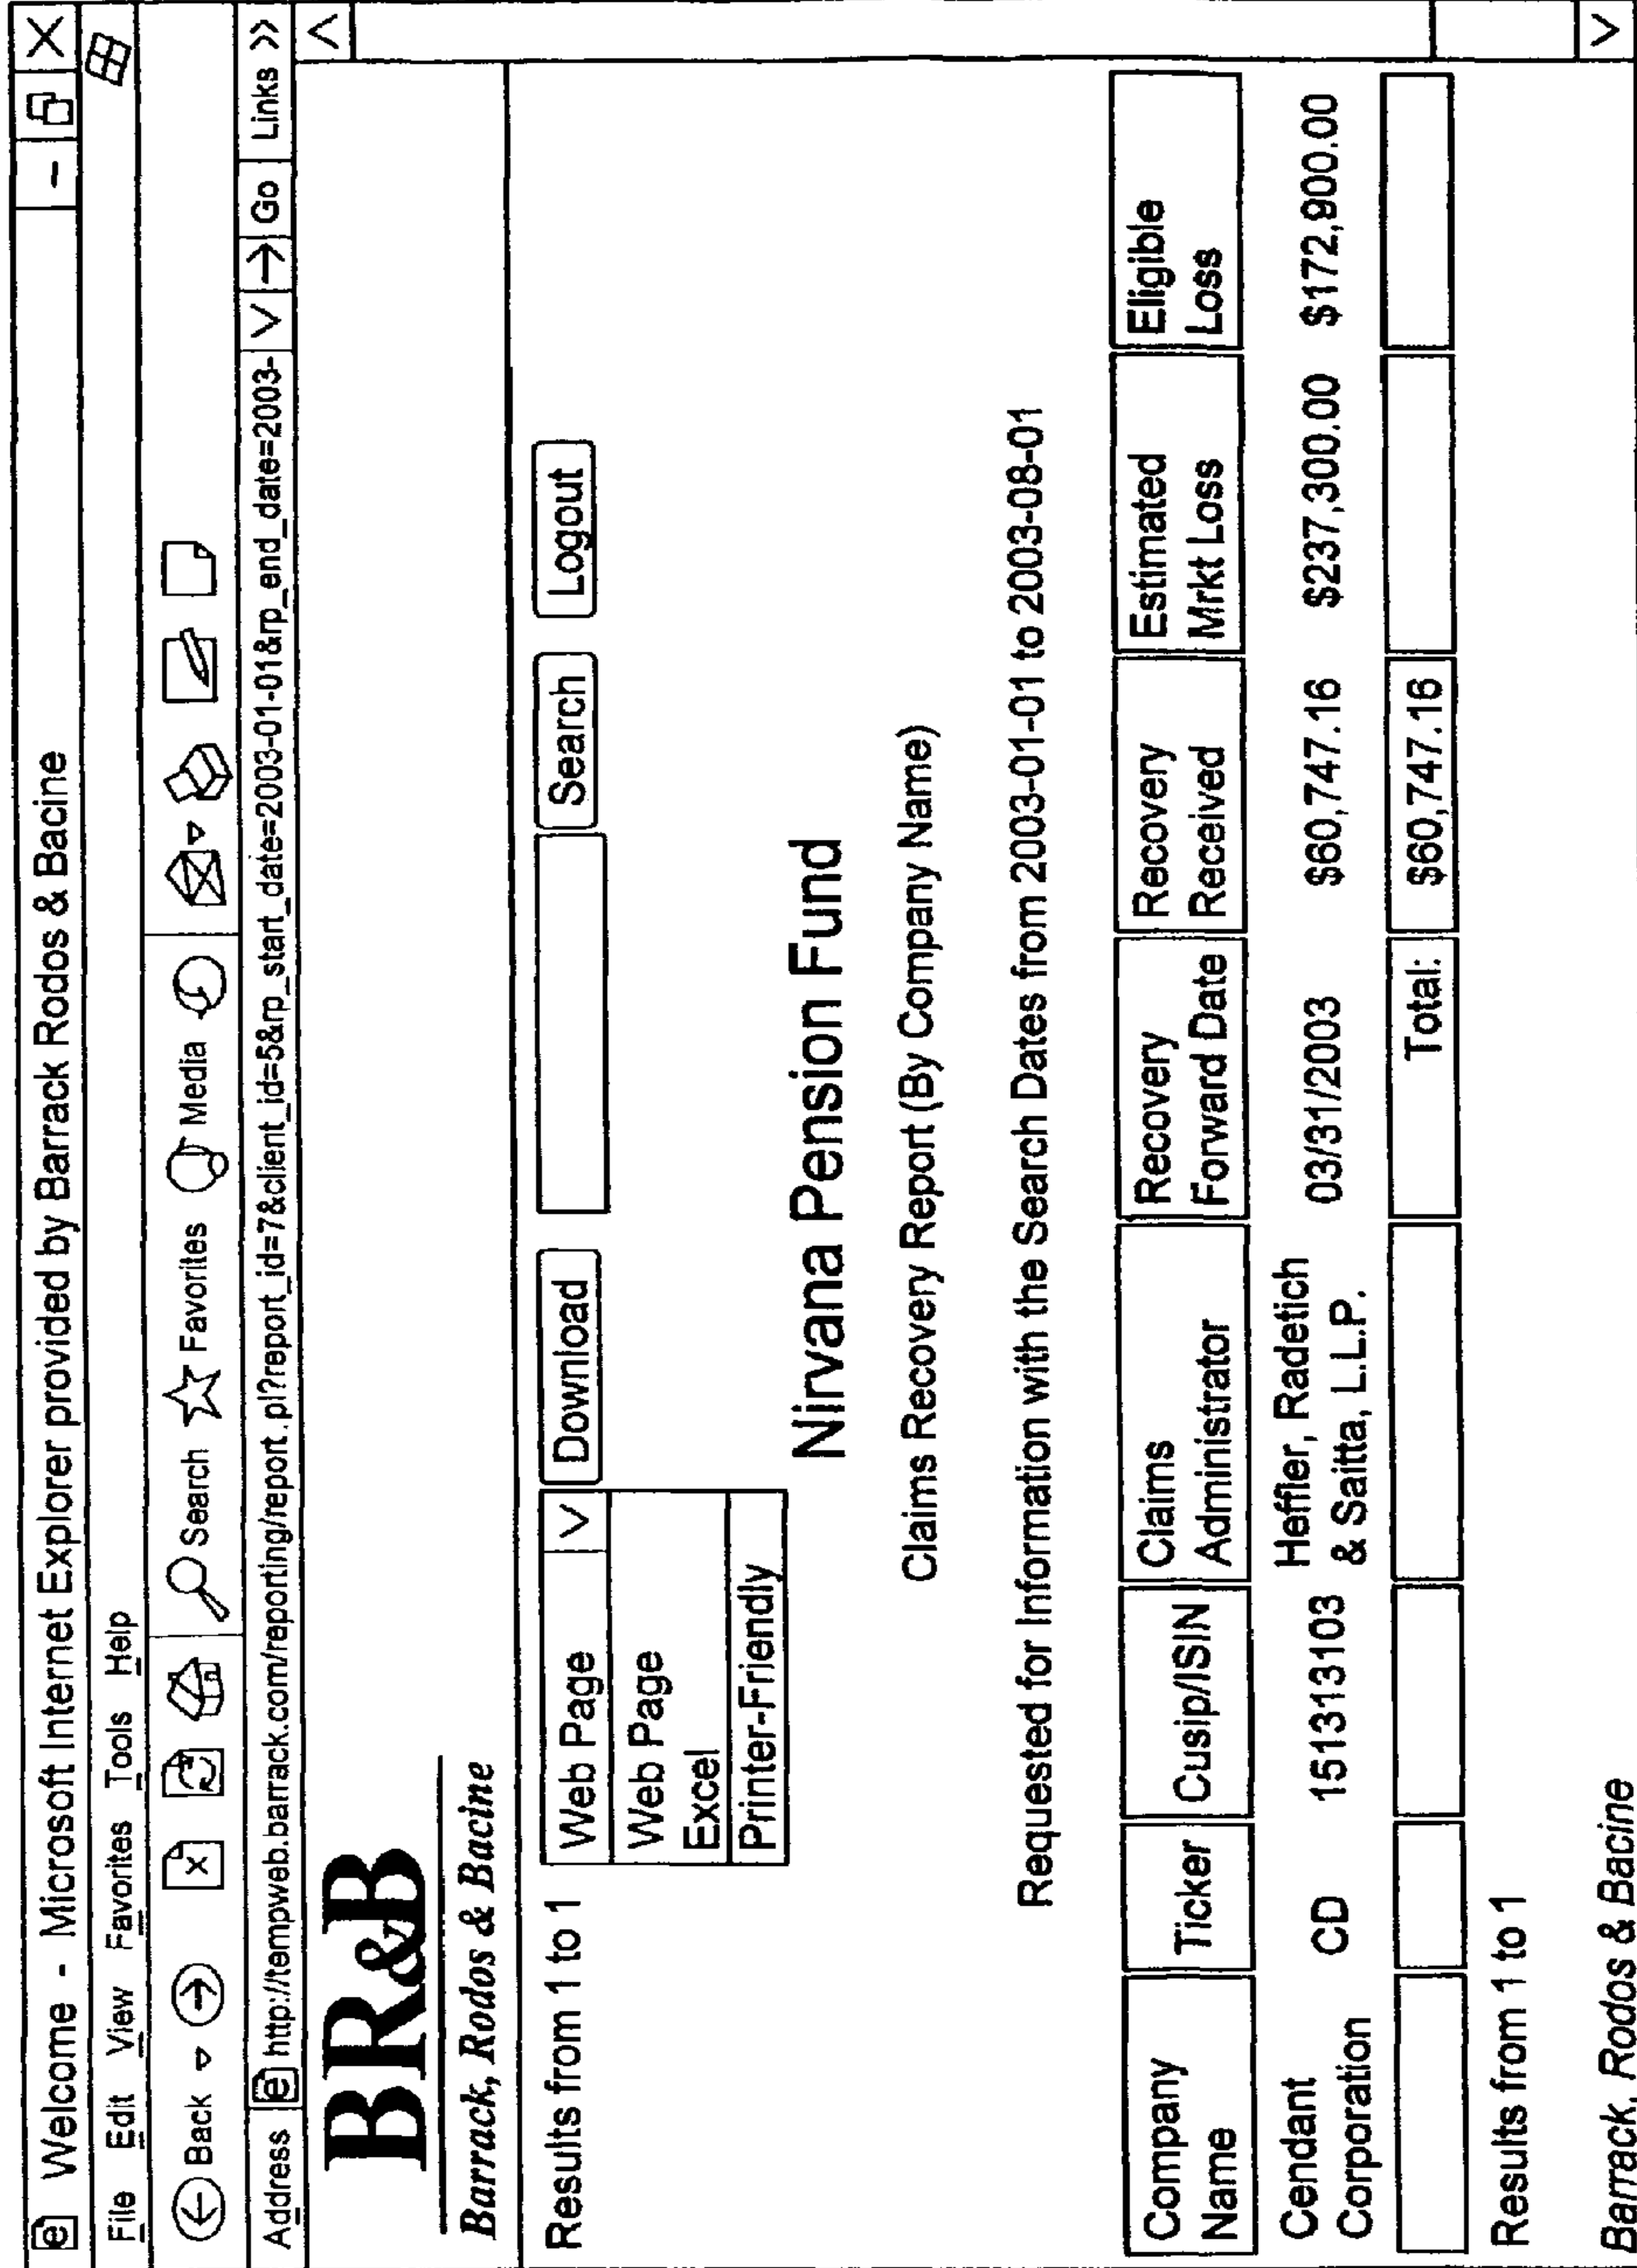 Welcome - Microsoft Internet Explorer provided by Barrack Rodos & Bacine
File Edit View Favorites Tools Help
Back Search Favorites Media
Address http://tempweb.barrack.com/reporting/report.pl?report_id=7&client_id=5&rp_start_date=2003-01-01&rp_end_date=2003- Go Links >>
BR&B
Barrack, Rodos & Bacine
Results from 1 to 1 Web Page Download Search Logout
Web Page
Excel
Printer-Friendly
Nirvana Pension Fund
Claims Recovery Report (By Company Name)
Requested for Information with the Search Dates from 2003-01-01 to 2003-08-01
Company Ticker Cusip/ISIN Claims Recovery Recovery Estimated Eligible
Name Administrator Forward Date Received Mrkt Loss Loss
Cendant CD 151313103 Heffler, Radetich 03/31/2003 $60,747.16 $237,300.00 $172,900.00
Corporation & Saitta, L.L.P.
Total: $60,747.16
Results from 1 to 1
Barrack, Rodos & Bacine